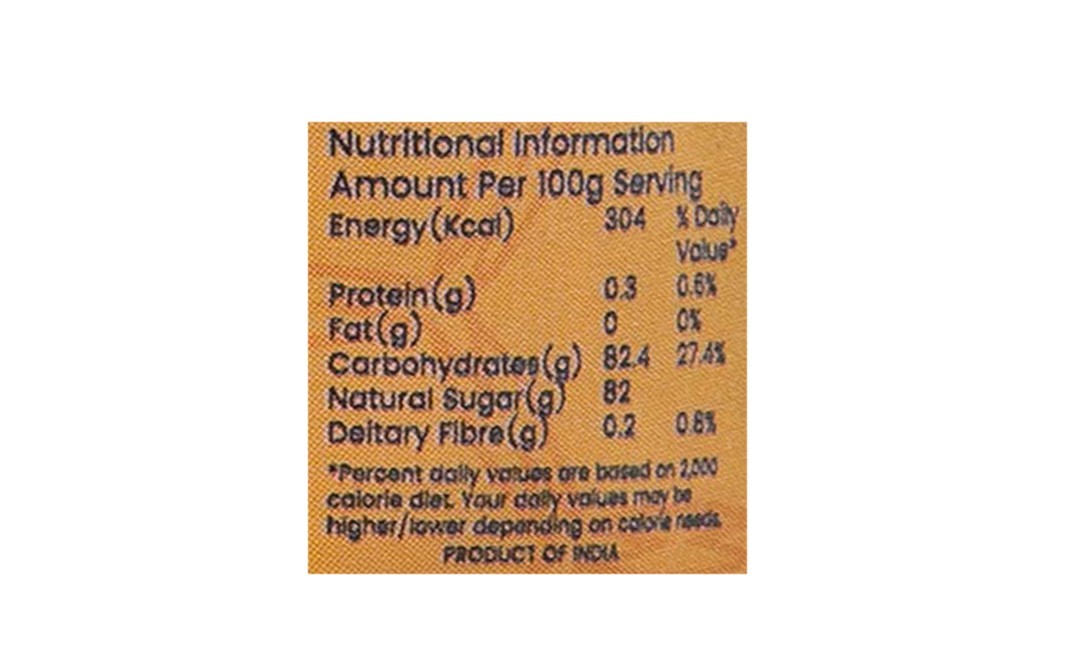 Nutritional Information
Amount Per 100g Serving
Energy(Kcal) 304 % Daily
Value*
Protein(g) 0.3 0.6%
Fat(g) 0 0%
Carbohydrates(g) 82.4 27.4%
Natural Sugar(g) 82
Deitary Fibre(g) 0.2 0.8%
*Percent daily values are based on 2,000
calorie diet. Your daily values may be
higher/lower depending on calorie needs.
PRODUCT OF INDIA